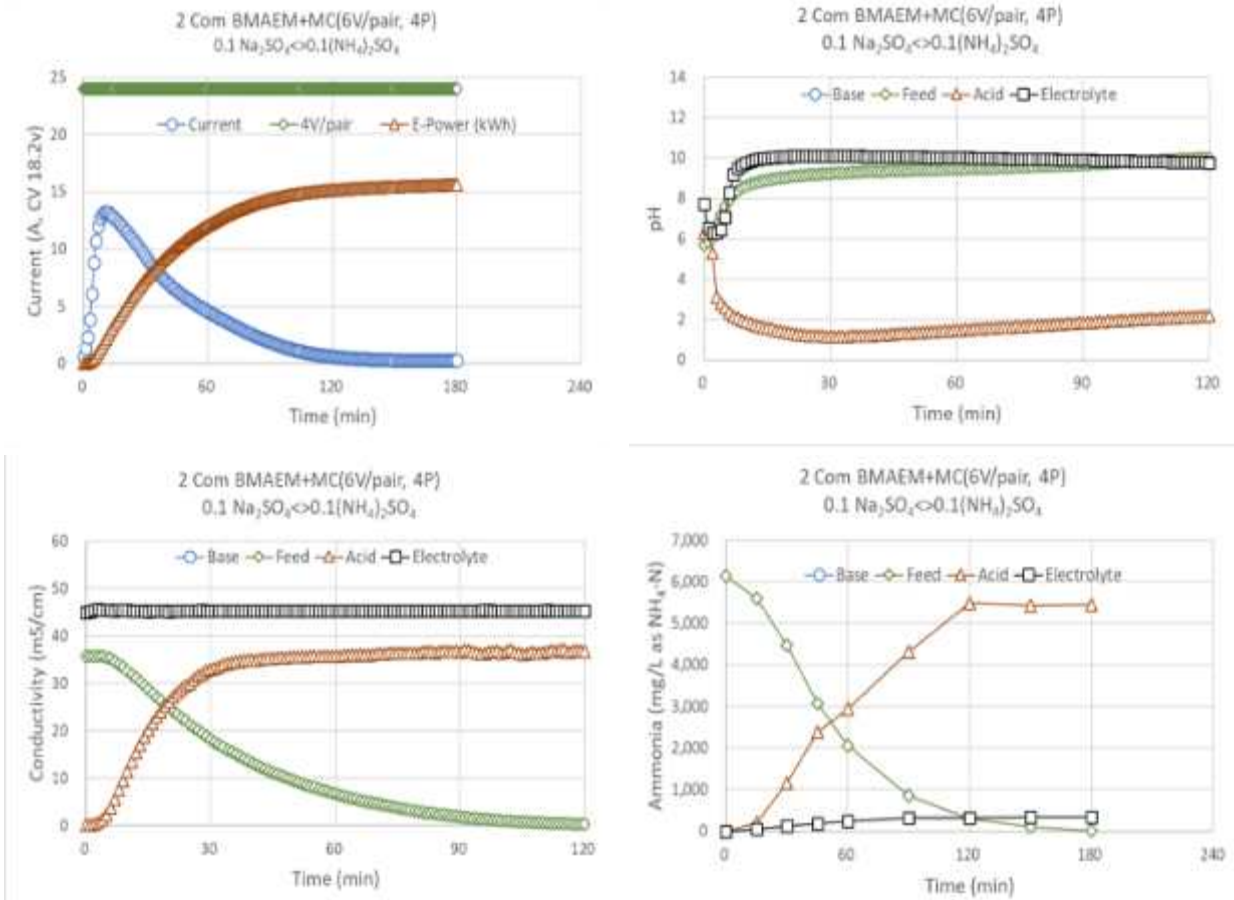 2 Com BMAEM+MC(6V/pair, 4P)
0.1 Na₂SO₄<>0.1(NH₄)₂SO₄
Current (A, CV 18.2v)
25
20
15
10
5
0
Current 4V/pair E-Power (kWh)
0 60 120 180 240
Time (min)
2 Com BMAEM+MC(6V/pair, 4P)
0.1 Na₂SO₄<>0.1(NH₄)₂SO₄
pH
14
12
10
8
6
4
2
0
Base Feed Acid Electrolyte
0 30 60 90 120
Time (min)
2 Com BMAEM+MC(6V/pair, 4P)
0.1 Na₂SO₄<>0.1(NH₄)₂SO₄
Conductivity (mS/cm)
60
50
40
30
20
10
0
Base Feed Acid Electrolyte
0 30 60 90 120
Time (min)
2 Com BMAEM+MC(6V/pair, 4P)
0.1 Na₂SO₄<>0.1(NH₄)₂SO₄
Ammonia (mg/L as NH₄-N)
7,000
6,000
5,000
4,000
3,000
2,000
1,000
0
Base Feed Acid Electrolyte
0 60 120 180 240
Time (min)